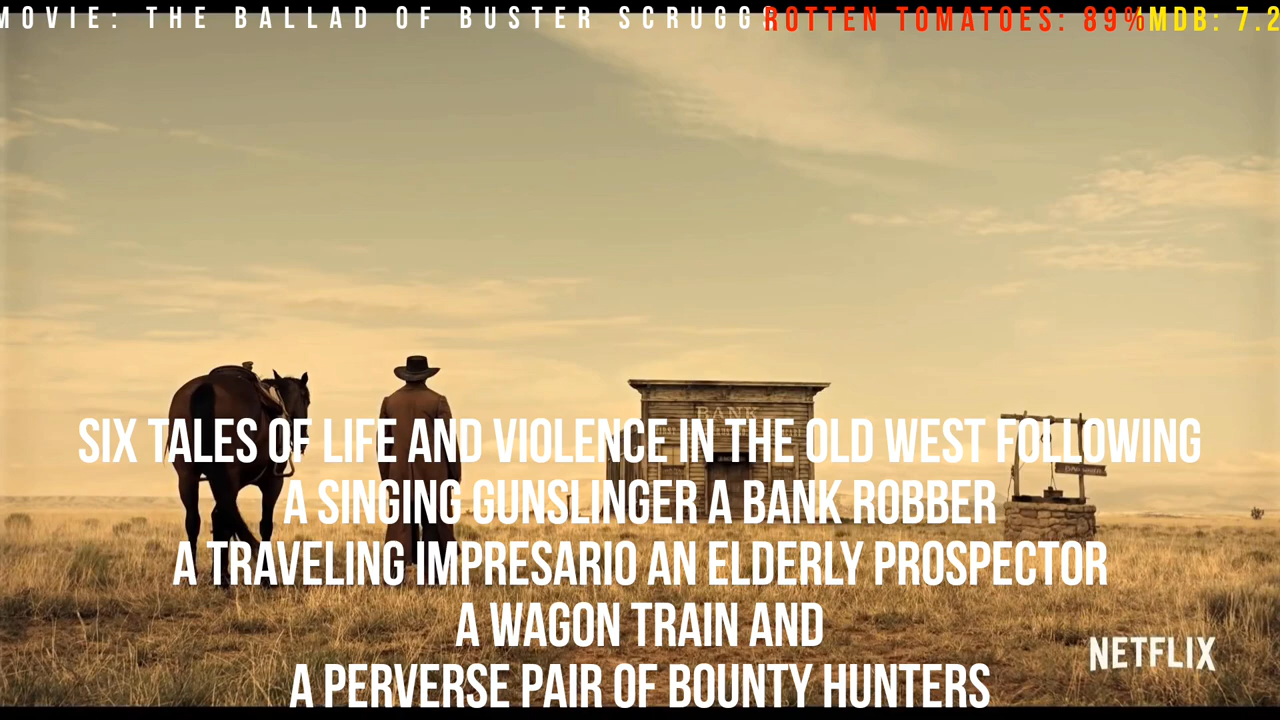 MOVIE: THE BALLAD OF BUSTER SCRUGGS ROTTEN TOMATOES: 89% IMDB: 7.2
BANK
SIX TALES OF LIFE AND VIOLENCE IN THE OLD WEST FOLLOWING
A SINGING GUNSLINGER A BANK ROBBER
A TRAVELING IMPRESARIO AN ELDERLY PROSPECTOR
A WAGON TRAIN AND
A PERVERSE PAIR OF BOUNTY HUNTERS
NETFLIX